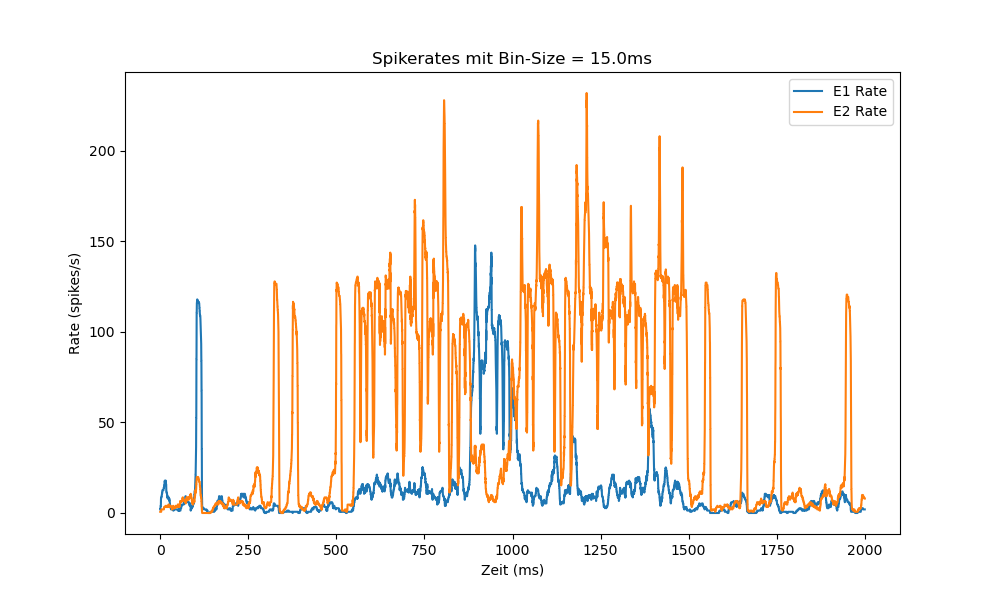 Spikerates mit Bin-Size = 15.0ms
E1 Rate
E2 Rate
200
150
100
50
0
Rate (spikes/s)
0 250 500 750 1000 1250 1500 1750 2000
Zeit (ms)